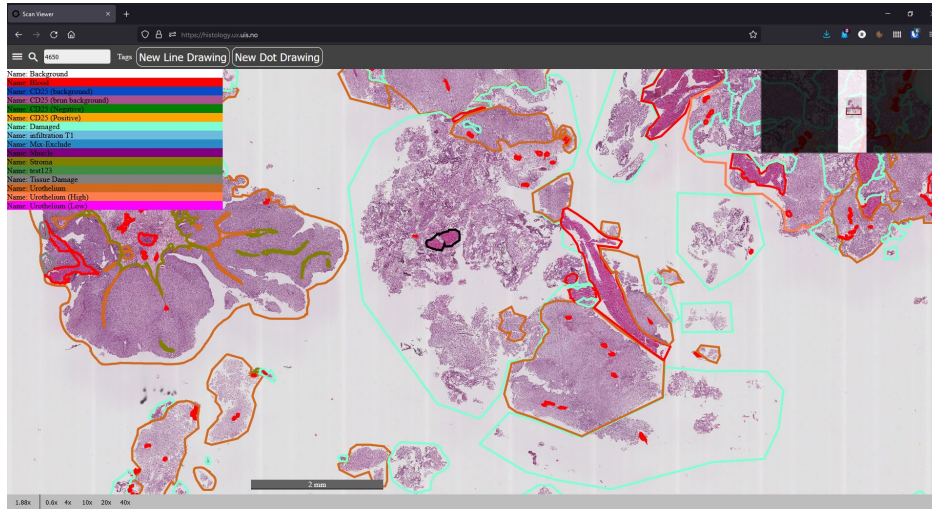 Scan Viewer
https://histology.ux.uis.no
4650
Tags
New Line Drawing
New Dot Drawing
Name: Background
Name: Blood
Name: CD25 (background)
Name: CD25 (brun background)
Name: CD25 (Negative)
Name: CD25 (Positive)
Name: Damaged
Name: infiltration T1
Name: Mix-Exclude
Name: Muscle
Name: Stroma
Name: test123
Name: Tissue Damage
Name: Urothelium
Name: Urothelium (High)
Name: Urothelium (Low)
2 mm
1.88x 0.6x 4x 10x 20x 40x